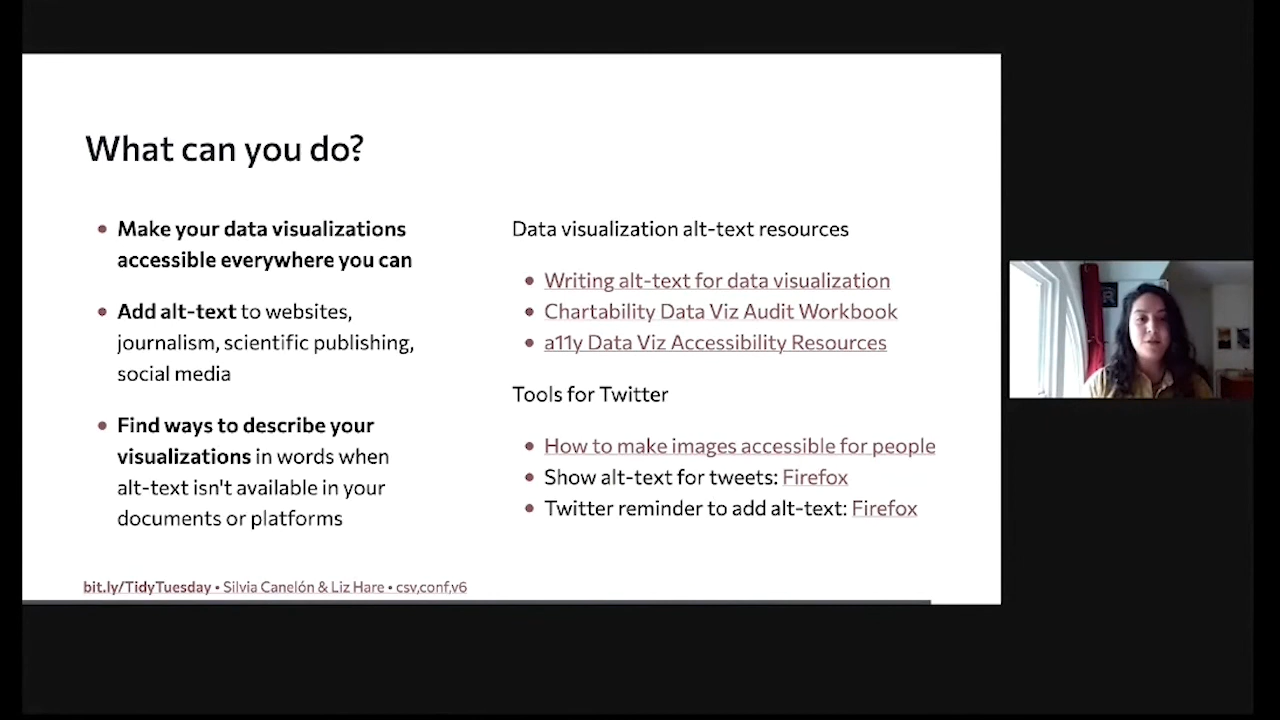 What can you do?
Make your data visualizations
accessible everywhere you can
Add alt-text to websites,
journalism, scientific publishing,
social media
Find ways to describe your
visualizations in words when
alt-text isn't available in your
documents or platforms
Data visualization alt-text resources
Writing alt-text for data visualization
Chartability Data Viz Audit Workbook
a11y Data Viz Accessibility Resources
Tools for Twitter
How to make images accessible for people
Show alt-text for tweets: Firefox
Twitter reminder to add alt-text: Firefox
bit.ly/TidyTuesday • Silvia Canelón & Liz Hare • csv,conf,v6